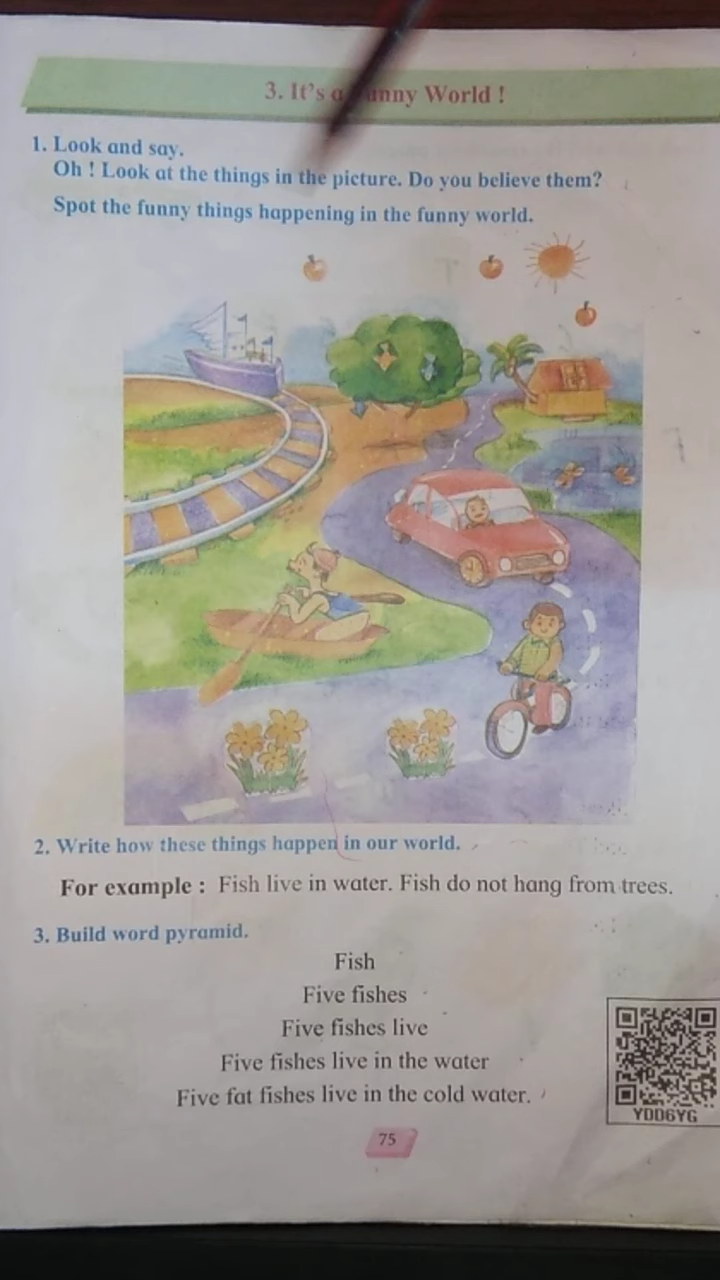 3. It's a Funny World !
1. Look and say.
Oh ! Look at the things in the picture. Do you believe them?
Spot the funny things happening in the funny world.
2. Write how these things happen in our world.
For example : Fish live in water. Fish do not hang from trees.
3. Build word pyramid.
Fish
Five fishes
Five fishes live
Five fishes live in the water
Five fat fishes live in the cold water.
YDD6YG
75